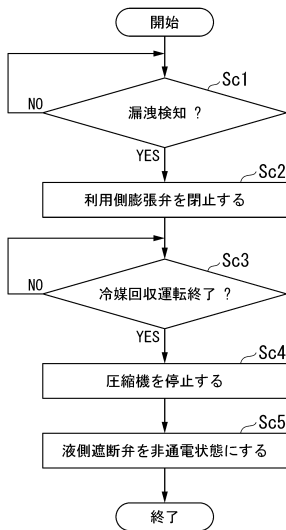 開始
Sc1
漏洩検知 ?
NO
YES
Sc2
利用側膨張弁を閉止する
Sc3
冷媒回収運転終了 ?
NO
YES
Sc4
圧縮機を停止する
Sc5
液側遮断弁を非通電状態にする
終了